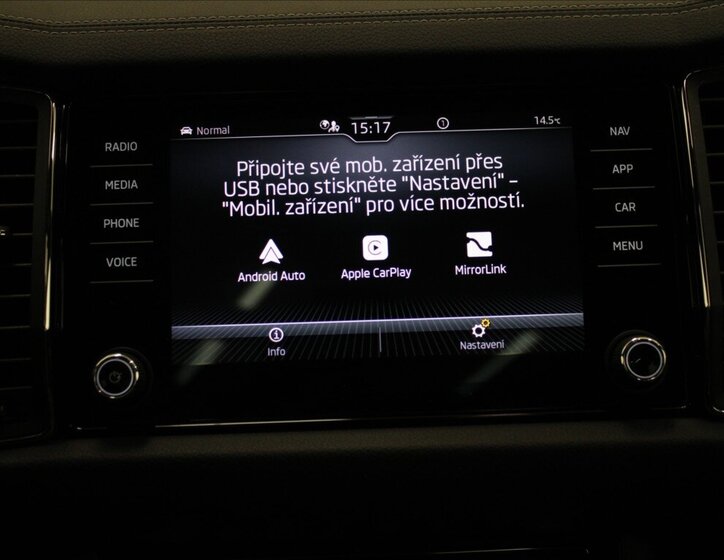 Normal
15:17
1
14.5°C
RADIO
MEDIA
PHONE
VOICE
Připojte své mob. zařízení přes
USB nebo stiskněte "Nastavení" –
"Mobil. zařízení" pro více možností.
Android Auto
Apple CarPlay
MirrorLink
Info
Nastavení
NAV
APP
CAR
MENU